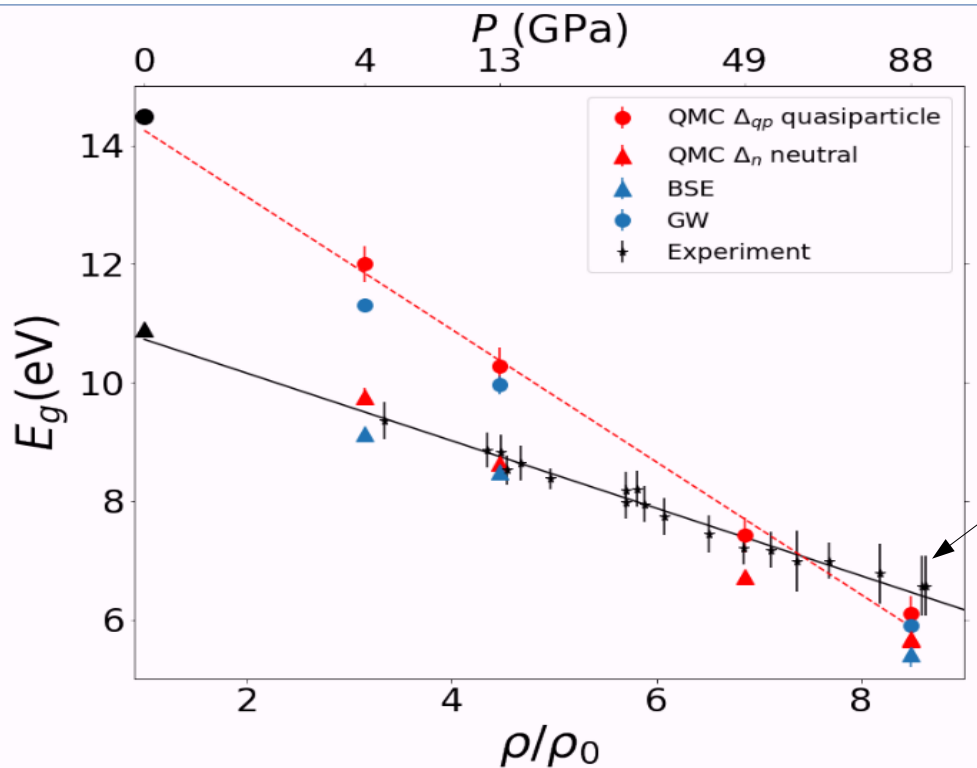 P (GPa)
0 4 13 49 88
14
12
10
8
6
E_g(eV)
QMC Δ_qp quasiparticle
QMC Δ_n neutral
BSE
GW
Experiment
2 4 6 8
ρ/ρ₀